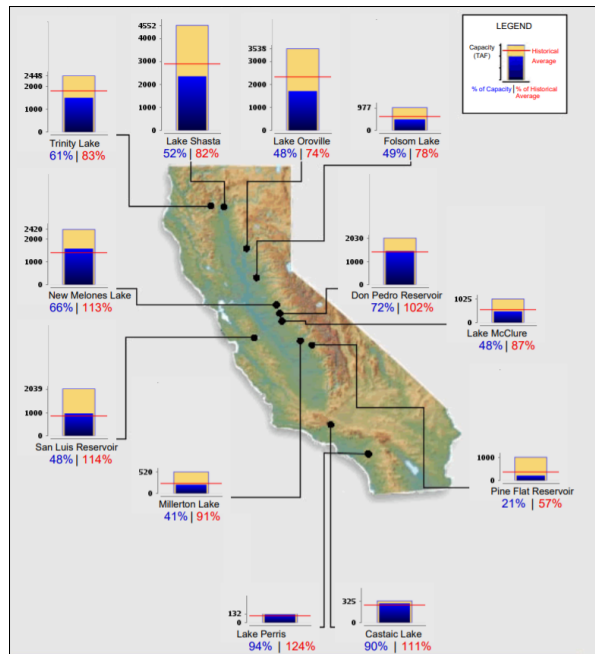 LEGEND
Capacity
(TAF)
Historical
Average
% of Capacity | % of Historical
Average
2448
2000
1000
0
Trinity Lake
61% | 83%
4552
4000
3000
2000
1000
0
Lake Shasta
52% | 82%
3538
3000
2000
1000
0
Lake Oroville
48% | 74%
977
0
Folsom Lake
49% | 78%
2420
2000
1000
0
New Melones Lake
66% | 113%
2030
1000
0
Don Pedro Reservoir
72% | 102%
1025
0
Lake McClure
48% | 87%
2039
1000
0
San Luis Reservoir
48% | 114%
520
0
Millerton Lake
41% | 91%
1000
0
Pine Flat Reservoir
21% | 57%
132
0
Lake Perris
94% | 124%
325
0
Castaic Lake
90% | 111%